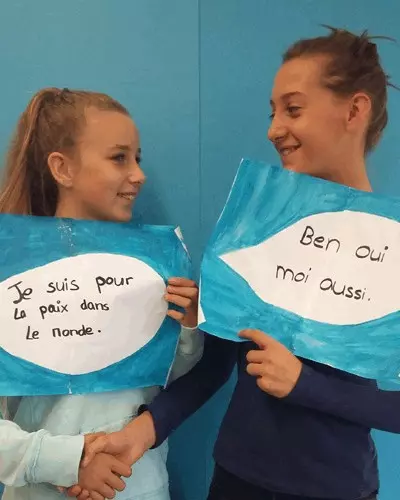 Je suis pour
la paix dans
le monde.
Ben oui
moi aussi.